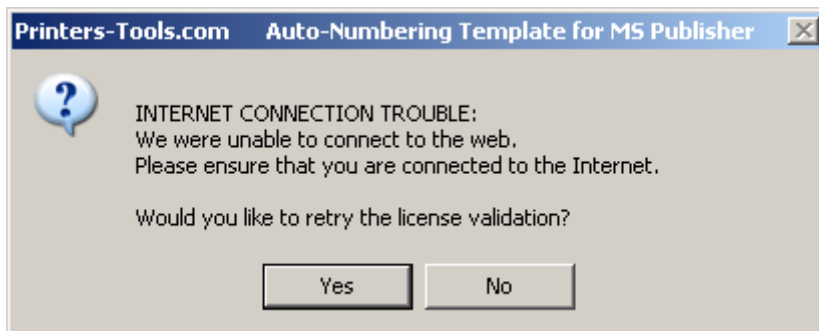 Printers-Tools.com Auto-Numbering Template for MS Publisher
INTERNET CONNECTION TROUBLE:
We were unable to connect to the web.
Please ensure that you are connected to the Internet.
Would you like to retry the license validation?
Yes No